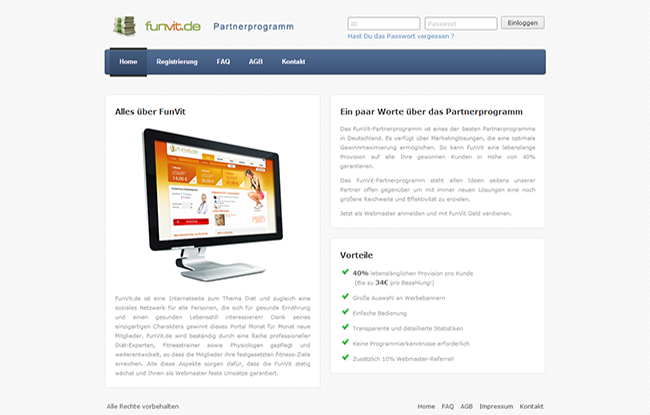 funvit.de Partnerprogramm
ID Passwort Einloggen
Hast Du das Passwort vergessen ?
Home Registrierung FAQ AGB Kontakt
Alles über FunVit
FunVit.de ist eine Internetseite zum Thema Diät und zugleich eine
soziales Netzwerk für alle Personen, die sich für gesunde Ernährung
und einen gesunden Lebensstill interessieren! Dank seines
einzigartigen Charakters gewinnt dieses Portal Monat für Monat neue
Mitglieder. FunVit.de wird beständig durch eine Reihe professioneller
Diät-Experten, Fitnesstrainer sowie Physiologen gepflegt und
weiterentwickelt, so dass die Mitglieder ihre festgesetzten Fitness-Ziele
erreichen. Alle diese Aspekte sorgen dafür, dass die FunVit stetig
wächst und Ihnen als Webmaster feste Umsätze garantiert.
Ein paar Worte über das Partnerprogramm
Das FunVit-Partnerprogramm ist eines der besten Partnerprogramme
in Deutschland. Es verfügt über Marketinglösungen, die eine optimale
Gewinnmaximierung ermöglichen. So kann FunVit eine lebenslange
Provision auf alle Ihre gewonnen Kunden in Höhe von 40%
garantieren.
Das FunVit-Partnerprogramm steht allen Ideen seitens unserer
Partner offen gegenüber um mit immer neuen Lösungen eine noch
größere Reichweite und Effektivität zu erzielen.
Jetzt als Webmaster anmelden und mit FunVit Geld verdienen.
Vorteile
40% lebenslänglichen Provision pro Kunde
(Bis zu 34€ pro Bezahlung!)
Große Auswahl an Werbebannern
Einfache Bedienung
Transparente und detaillierte Statistiken
Keine Programmierkenntnisse erforderlich
Zusätzlich 10% Webmaster-Referral!
Alle Rechte vorbehalten
Home FAQ AGB Impressum Kontakt